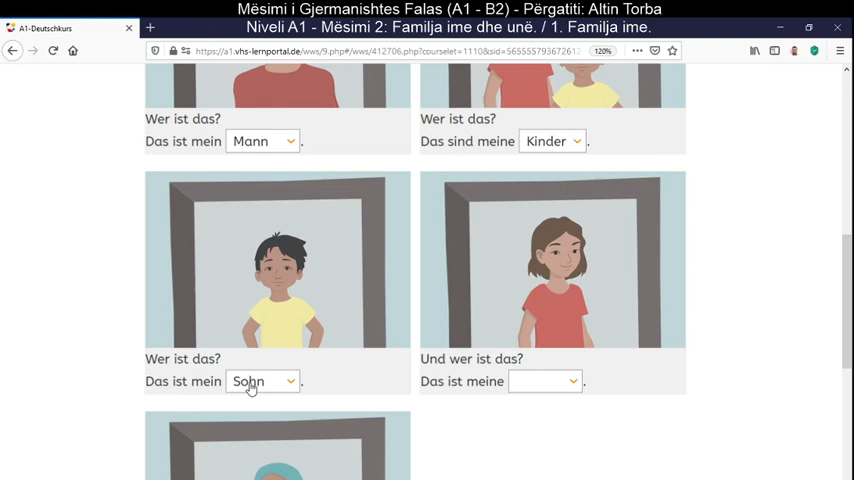 Mësimi i Gjermanishtes Falas (A1 - B2) - Përgatiti: Altin Torba
Niveli A1 - Mësimi 2: Familja ime dhe unë. / 1. Familja ime.
A1-Deutschkurs
https://a1.vhs-lernportal.de/wws/9.php#/wws/412706.php?courselet=1110&sid=56555579367261
120%
Wer ist das?
Das ist mein Mann .
Wer ist das?
Das sind meine Kinder .
Wer ist das?
Das ist mein Sohn .
Und wer ist das?
Das ist meine .